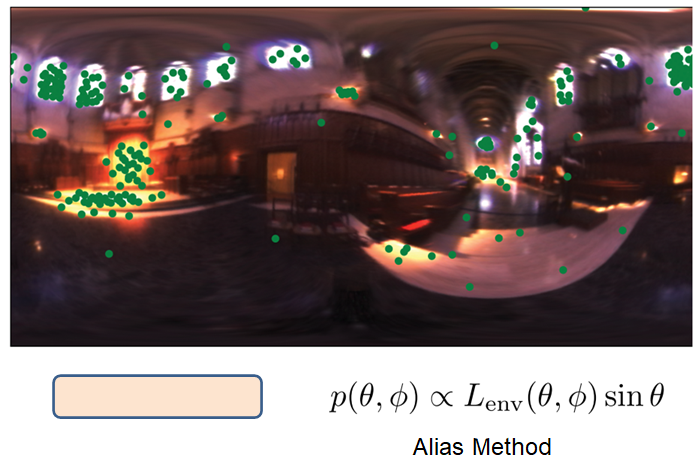 p(θ, ϕ) ∝ L_env(θ, ϕ) sin θ
Alias Method